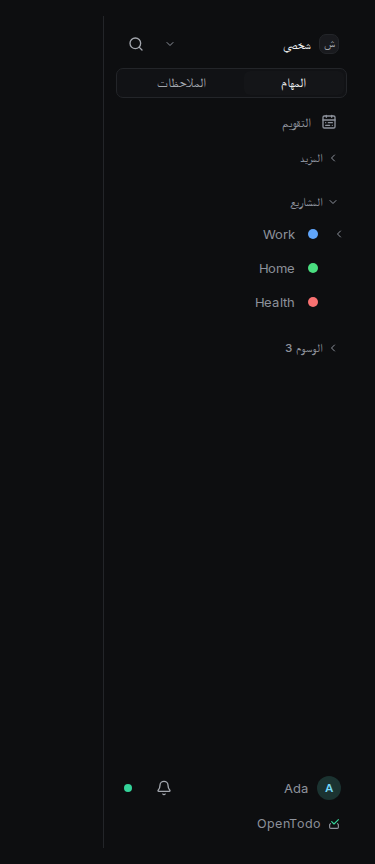 ش شخصي
المهام الملاحظات
التقويم
المزيد
المشاريع
Work
Home
Health
الوسوم 3
A Ada
OpenTodo